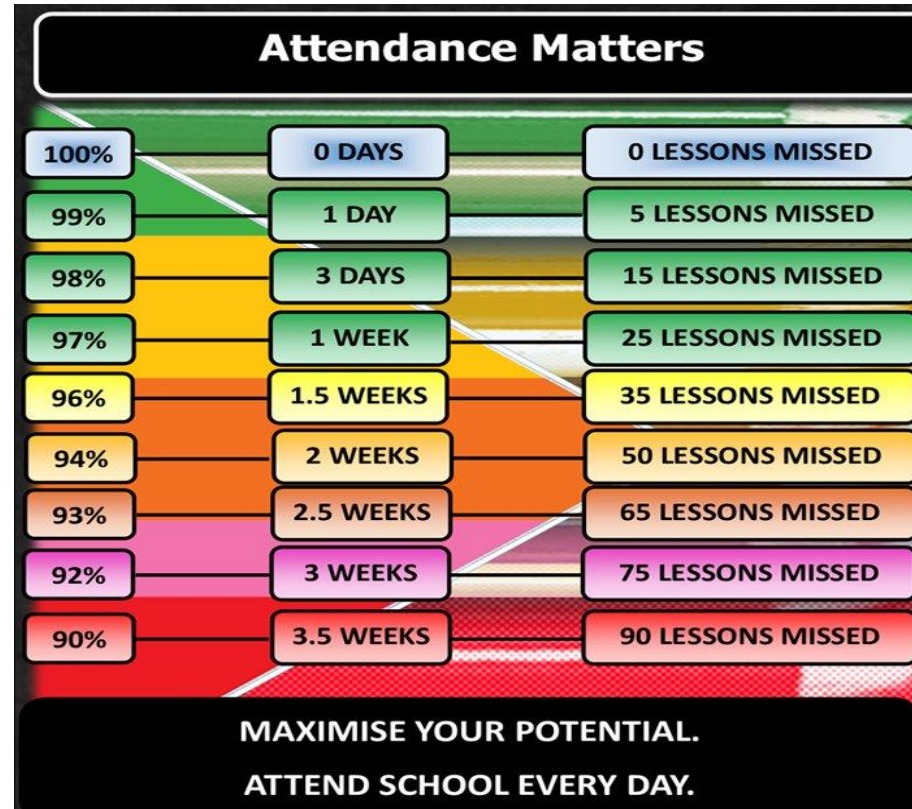 Attendance Matters
100% 0 DAYS 0 LESSONS MISSED
99% 1 DAY 5 LESSONS MISSED
98% 3 DAYS 15 LESSONS MISSED
97% 1 WEEK 25 LESSONS MISSED
96% 1.5 WEEKS 35 LESSONS MISSED
94% 2 WEEKS 50 LESSONS MISSED
93% 2.5 WEEKS 65 LESSONS MISSED
92% 3 WEEKS 75 LESSONS MISSED
90% 3.5 WEEKS 90 LESSONS MISSED
MAXIMISE YOUR POTENTIAL.
ATTEND SCHOOL EVERY DAY.